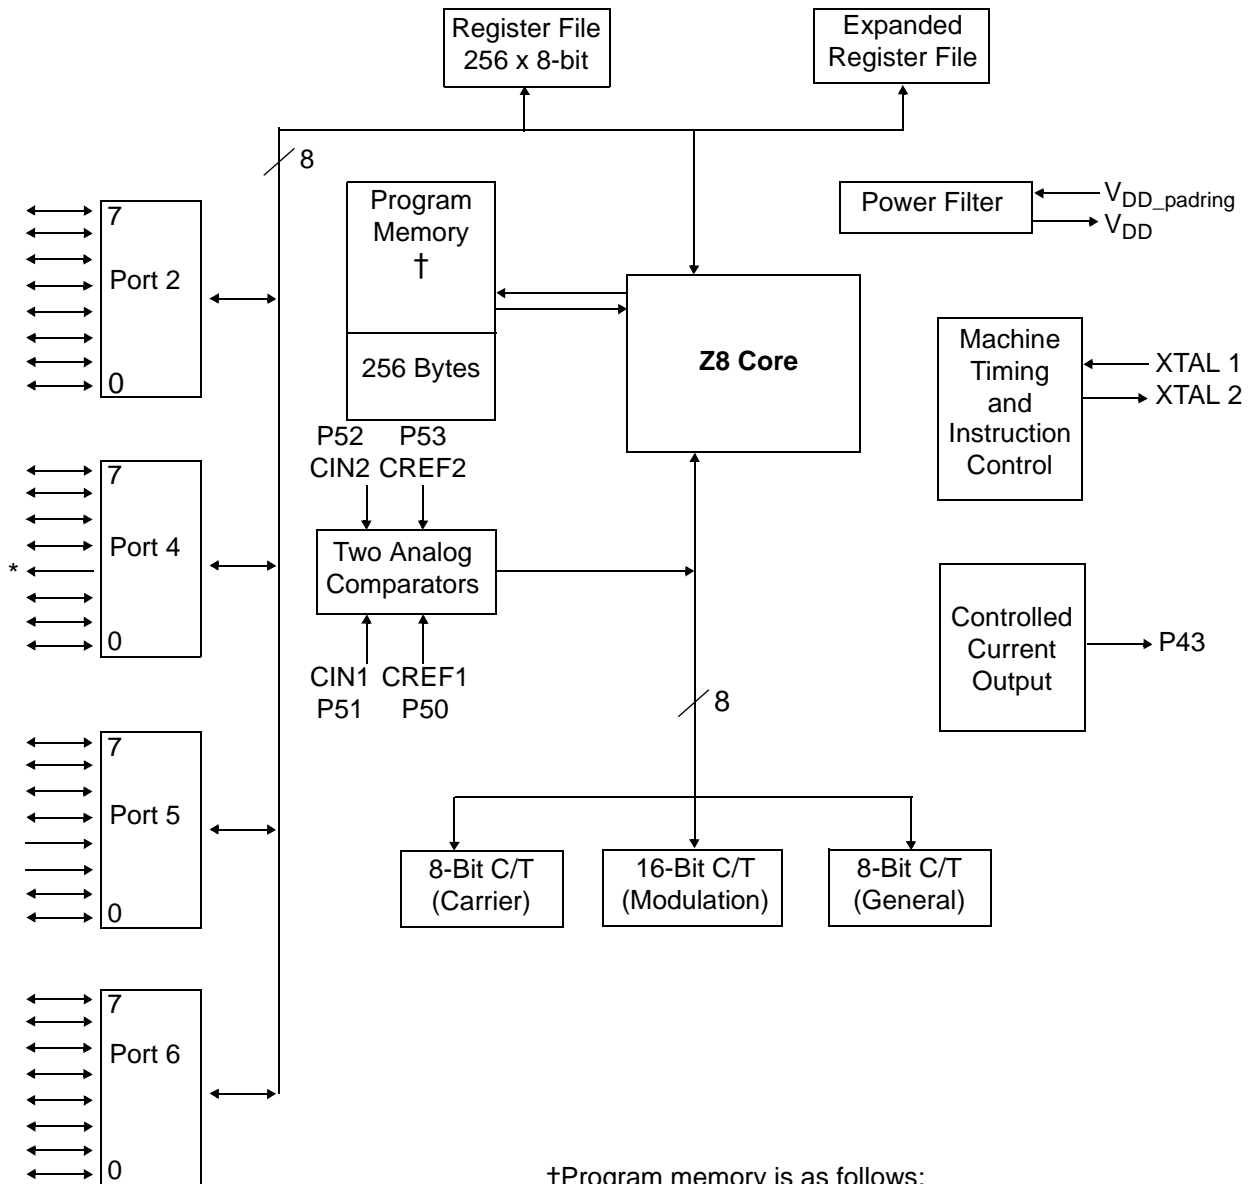 Register File
256 x 8-bit
Expanded
Register File
8
Program
Memory
†
256 Bytes
Power Filter
VDD_padring
VDD
7
Port 2
0
Z8 Core
Machine
Timing
and
Instruction
Control
XTAL 1
XTAL 2
P52 P53
CIN2 CREF2
7
Port 4
*
0
Two Analog
Comparators
CIN1 CREF1
P51 P50
Controlled
Current
Output
P43
8
7
Port 5
0
8-Bit C/T
(Carrier)
16-Bit C/T
(Modulation)
8-Bit C/T
(General)
7
Port 6
0
†Program memory is as follows: